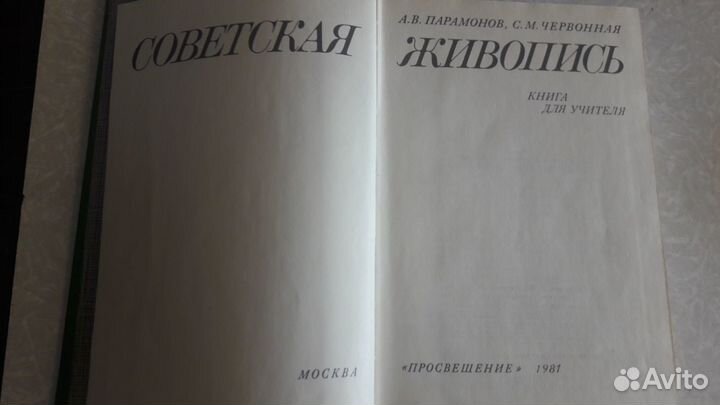 А. В. ПАРАМОНОВ, С. М. ЧЕРВОННАЯ
СОВЕТСКАЯ ЖИВОПИСЬ
КНИГА
ДЛЯ УЧИТЕЛЯ
МОСКВА «ПРОСВЕЩЕНИЕ» 1981
Avito